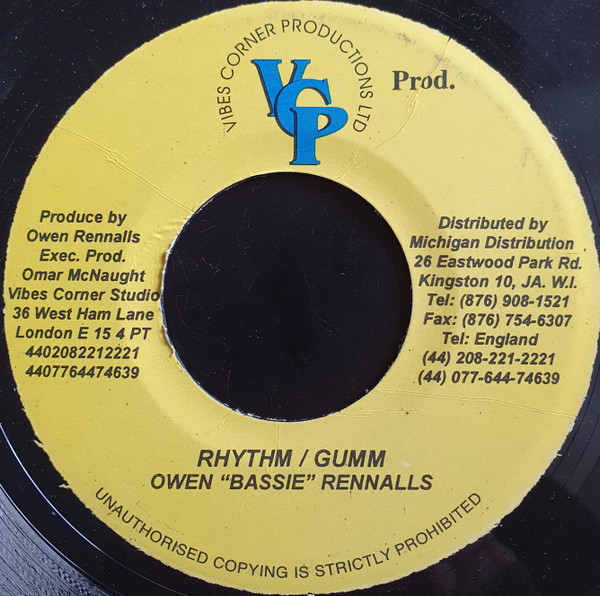 VIBES CORNER PRODUCTIONS LTD
VCP
Prod.
Produce by
Owen Rennalls
Exec. Prod.
Omar McNaught
Vibes Corner Studio
36 West Ham Lane
London E 15 4 PT
4402082212221
4407764474639
Distributed by
Michigan Distribution
26 Eastwood Park Rd.
Kingston 10, JA. W.I.
Tel: (876) 908-1521
Fax: (876) 754-6307
Tel: England
(44) 208-221-2221
(44) 077-644-74639
RHYTHM / GUMM
OWEN “BASSIE” RENNALLS
UNAUTHORISED COPYING IS STRICTLY PROHIBITED